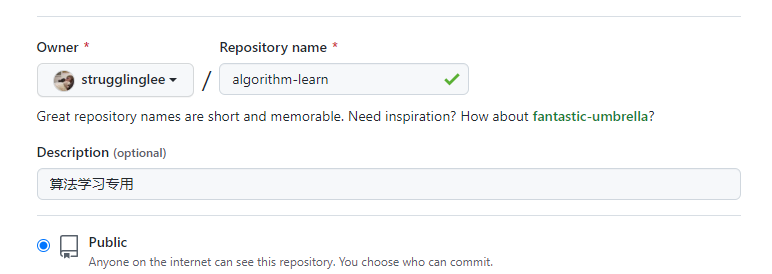 Owner * Repository name *
strugglinglee / algorithm-learn
Great repository names are short and memorable. Need inspiration? How about fantastic-umbrella?
Description (optional)
算法学习专用
Public
Anyone on the internet can see this repository. You choose who can commit.